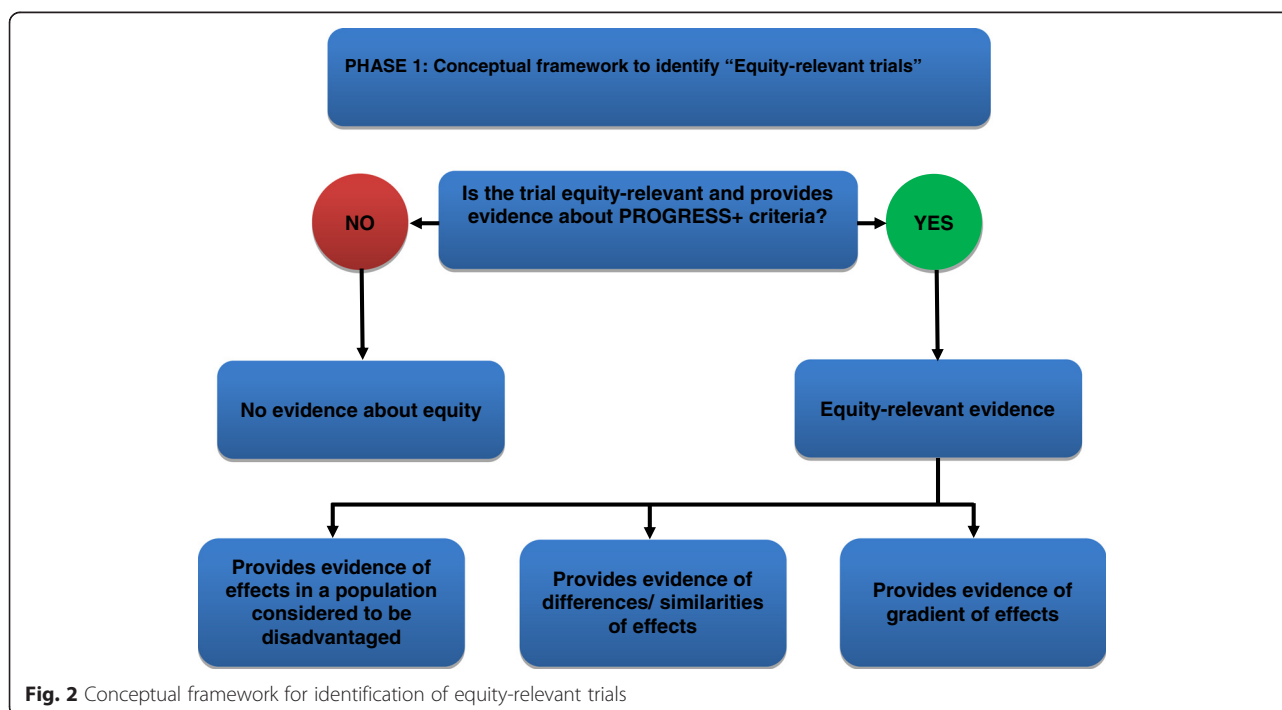 PHASE 1: Conceptual framework to identify “Equity-relevant trials”
Is the trial equity-relevant and provides
evidence about PROGRESS+ criteria?
NO
YES
No evidence about equity
Equity-relevant evidence
Provides evidence of
effects in a population
considered to be
disadvantaged
Provides evidence of
differences/ similarities
of effects
Provides evidence of
gradient of effects
Fig. 2 Conceptual framework for identification of equity-relevant trials